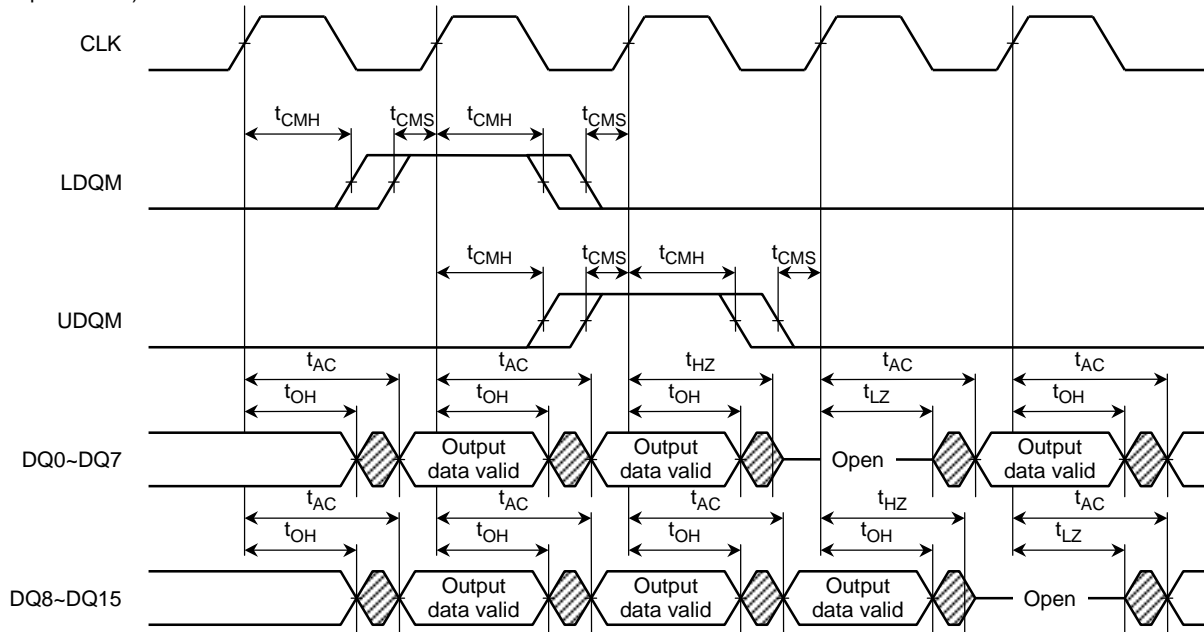 CLK
tCMH tCMS tCMH tCMS
LDQM
tCMH tCMS tCMH tCMS
UDQM
tAC tAC tHZ tAC tAC
tOH tOH tOH tLZ tOH
DQ0~DQ7 Output data valid Output data valid Open Output data valid
tAC tAC tAC tHZ tAC
tOH tOH tOH tOH tLZ
DQ8~DQ15 Output data valid Output data valid Output data valid Open